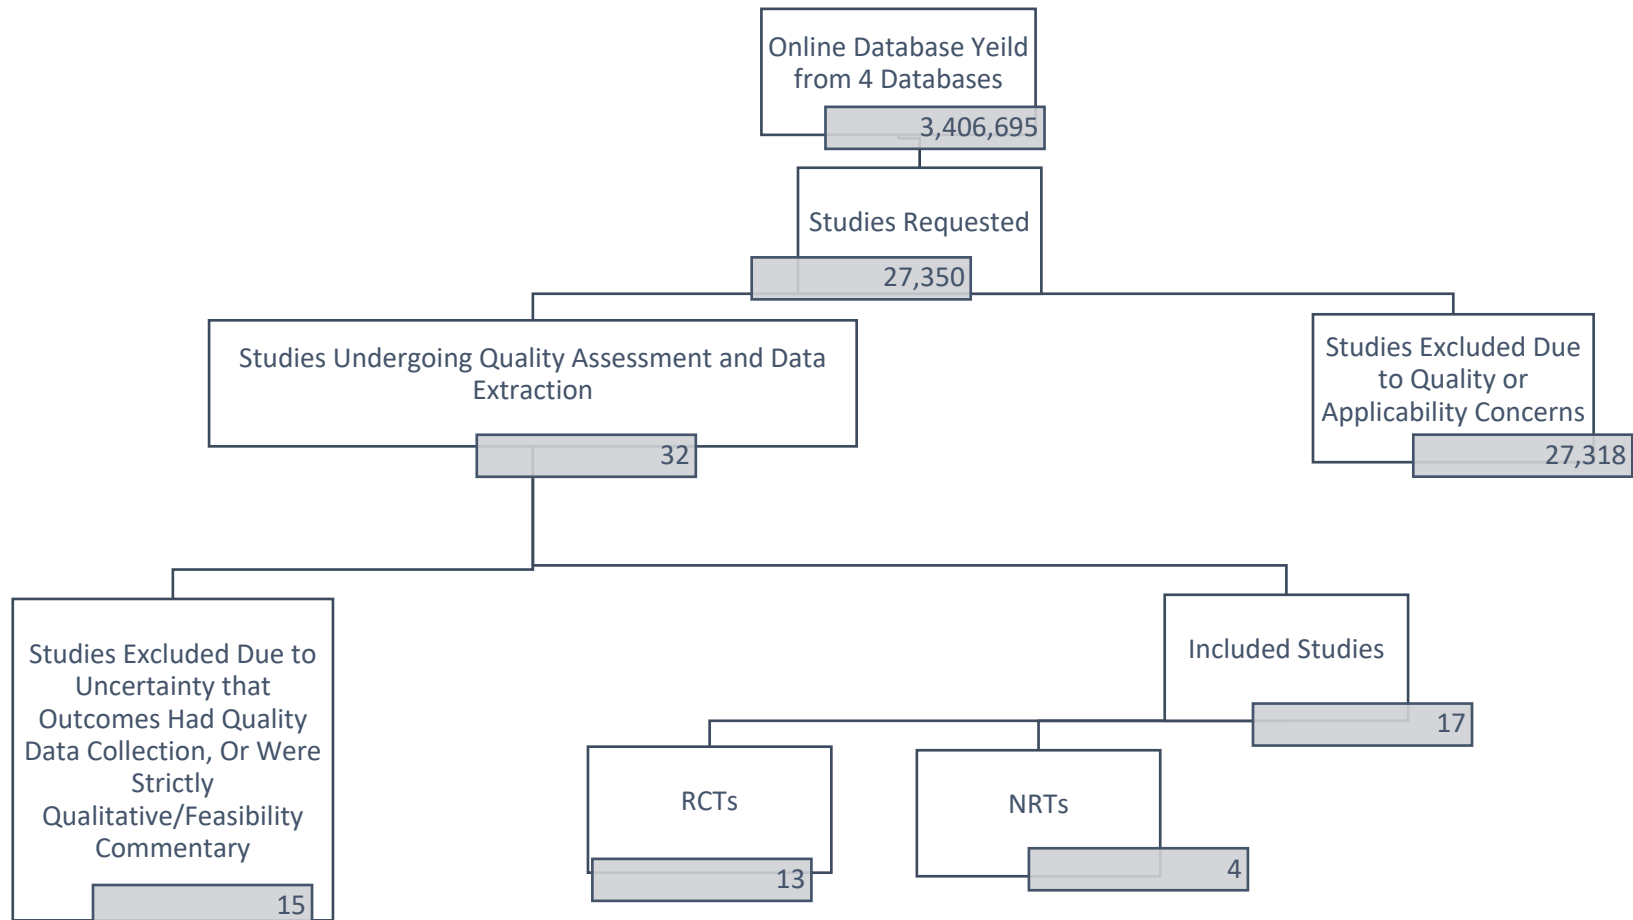 Online Database Yeild
from 4 Databases
3,406,695
Studies Requested
27,350
Studies Undergoing Quality Assessment and Data
Extraction
32
Studies Excluded Due
to Quality or
Applicability Concerns
27,318
Studies Excluded Due to
Uncertainty that
Outcomes Had Quality
Data Collection, Or Were
Strictly
Qualitative/Feasibility
Commentary
15
Included Studies
17
RCTs
13
NRTs
4